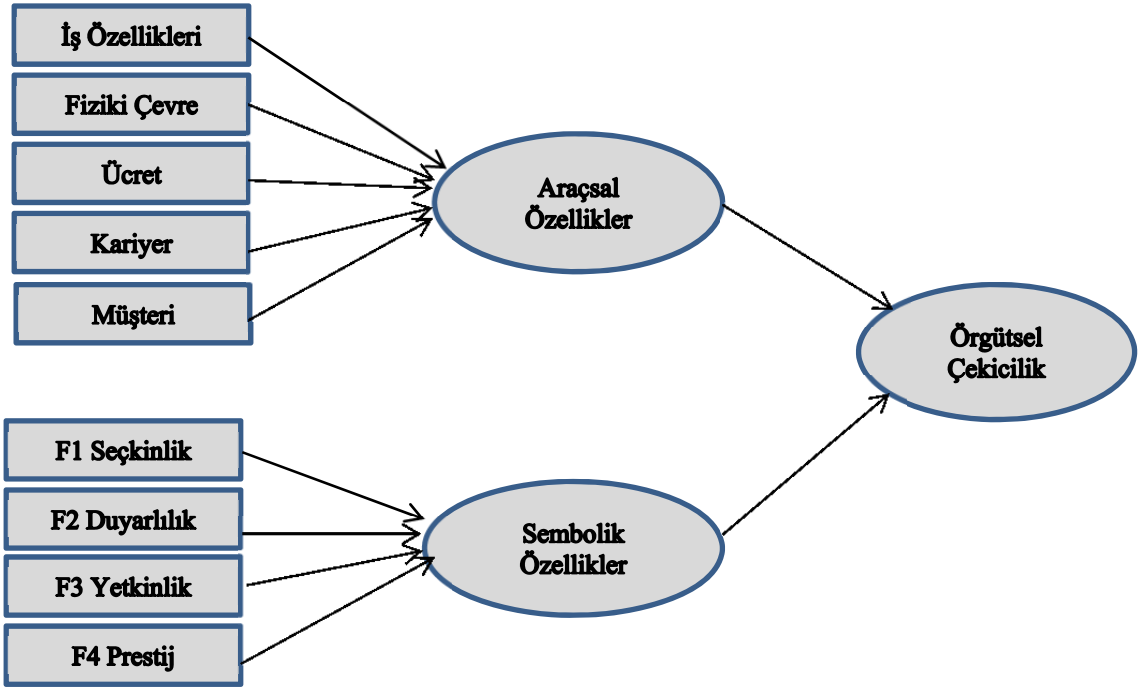 İş Özellikleri
Fiziki Çevre
Ücret
Kariyer
Müşteri
Araçsal
Özellikler
Örgütsel
Çekicilik
F1 Seçkinlik
F2 Duyarlılık
F3 Yetkinlik
F4 Prestij
Sembolik
Özellikler